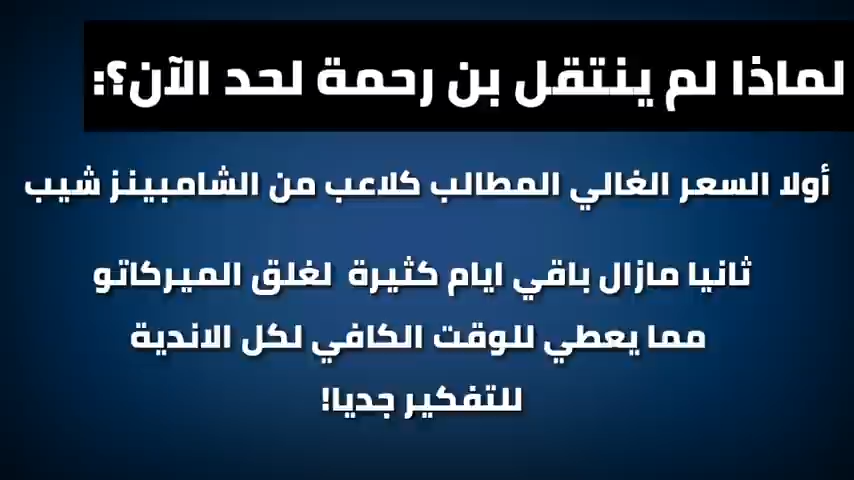 لماذا لم ينتقل بن رحمة لحد الآن؟:
أولا السعر الغالي المطالب كلاعب من الشامبينز شيب
ثانيا مازال باقي ايام كثيرة لغلق الميركاتو
مما يعطي للوقت الكافي لكل الاندية
للتفكير جديا!